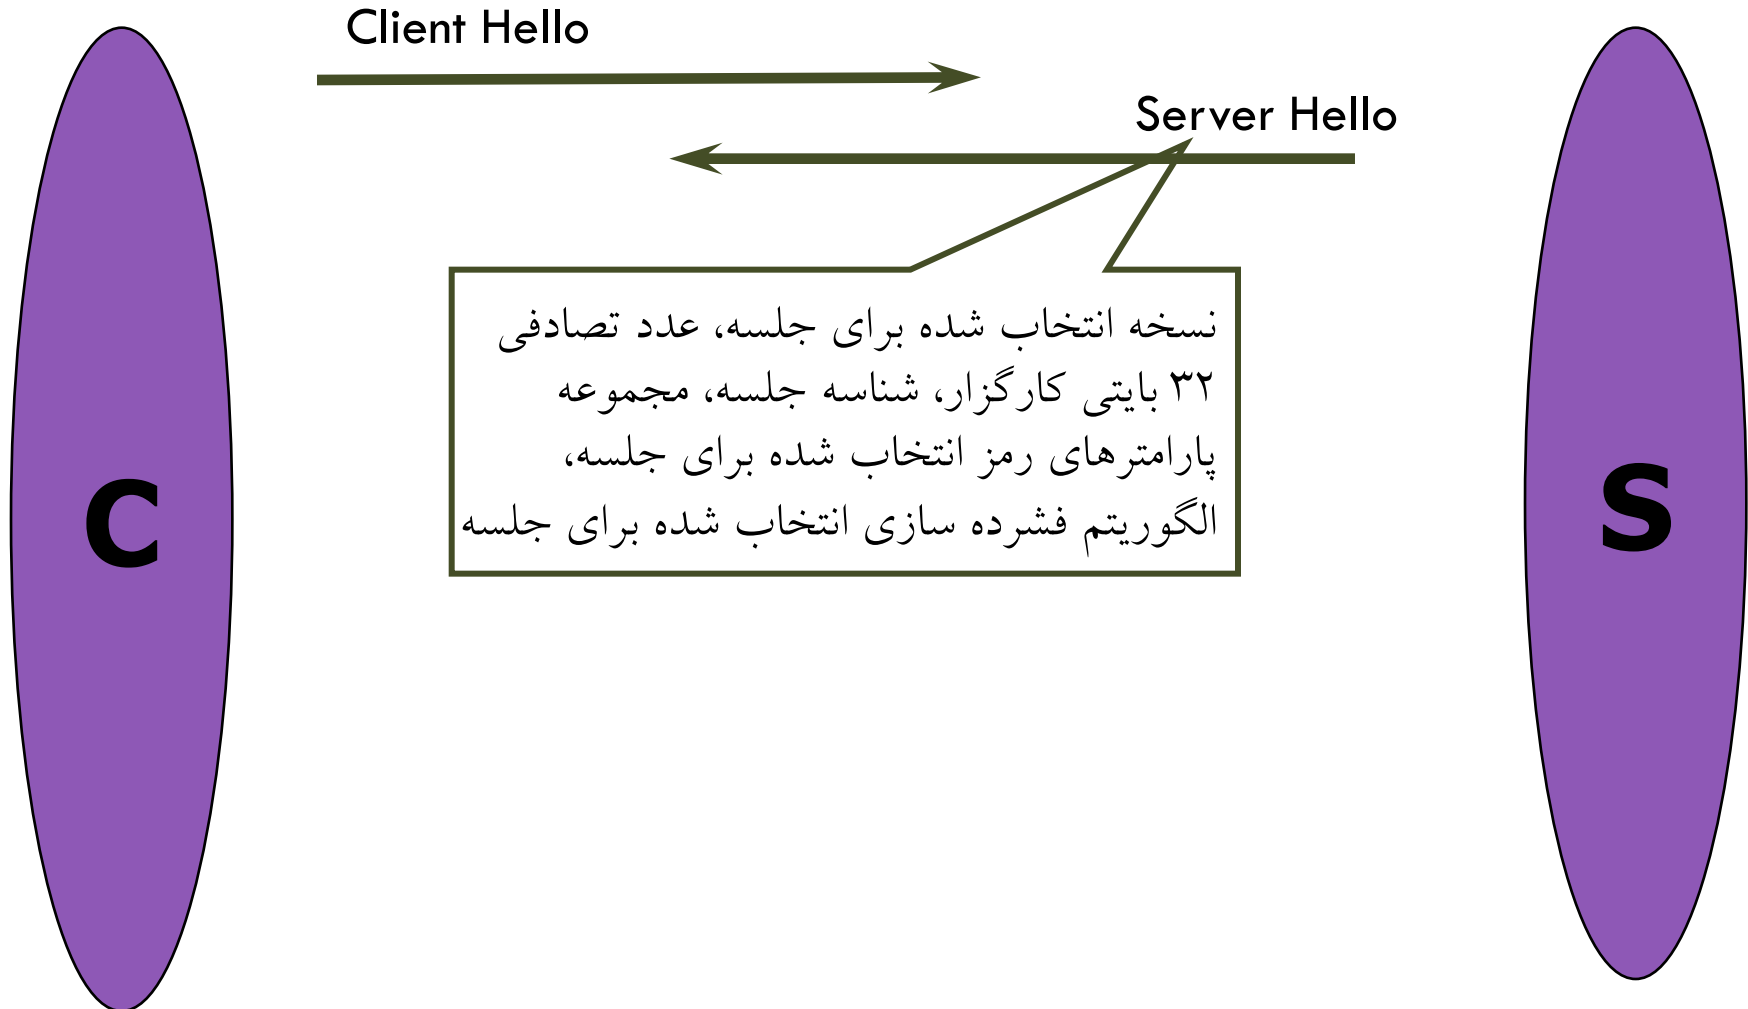 Client Hello
Server Hello
نسخه انتخاب شده برای جلسه، عدد تصادفی
۳۲ بایتی کارگزار، شناسه جلسه، مجموعه
پارامترهای رمز انتخاب شده برای جلسه،
الگوریتم فشرده سازی انتخاب شده برای جلسه
C
S